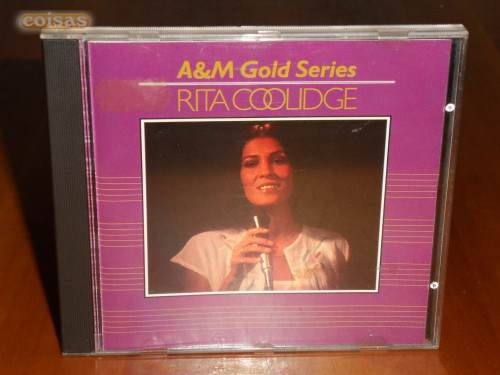 coisas
A&M Gold Series
RITA COOLIDGE